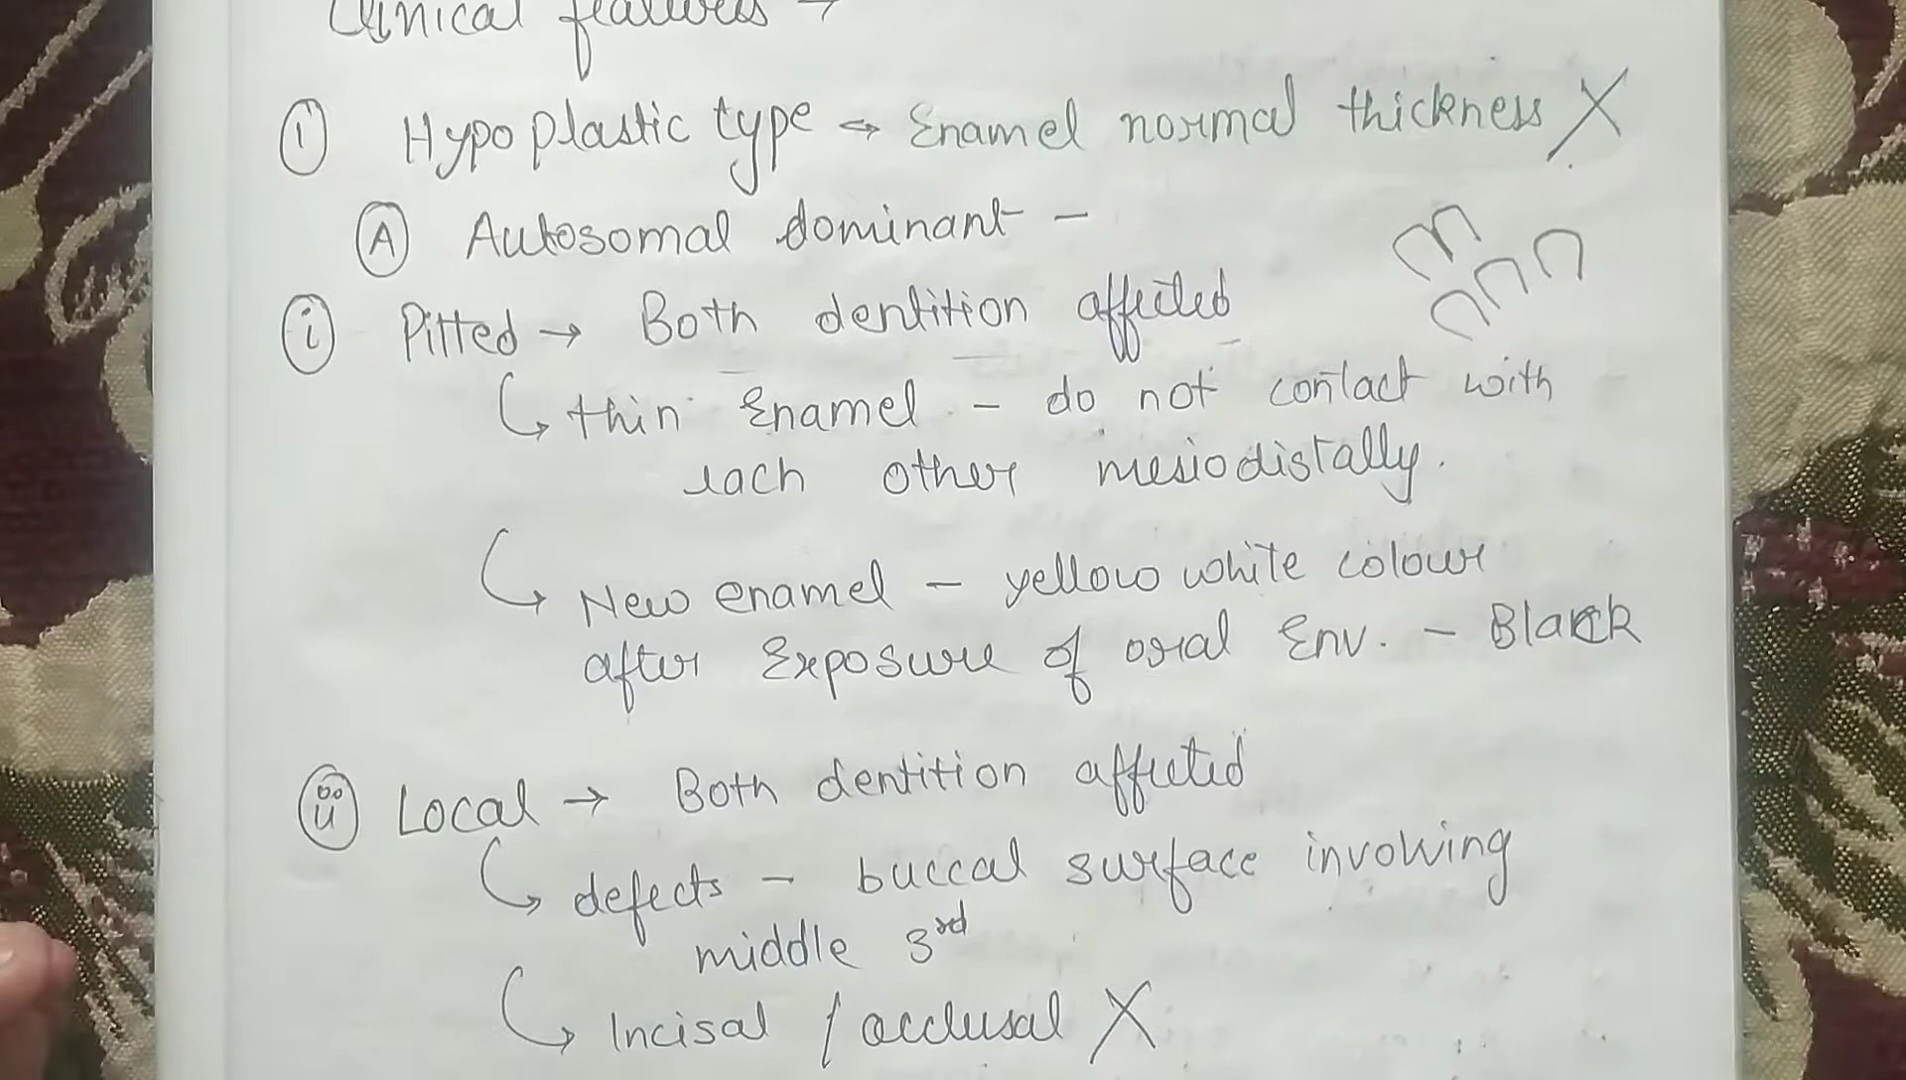 Clinical features →
① Hypoplastic type → Enamel normal thickness X
Ⓐ Autosomal dominant -
ⓘ Pitted → Both dentition affected
↳ thin Enamel - do not contact with
each other mesiodistally.
↳ New enamel - yellow white colour
after Exposure of oral Env. - Black
ⓘⓘ Local → Both dentition affected
↳ defects - buccal surface involving
middle 3rd
↳ Incisal / occlusal X